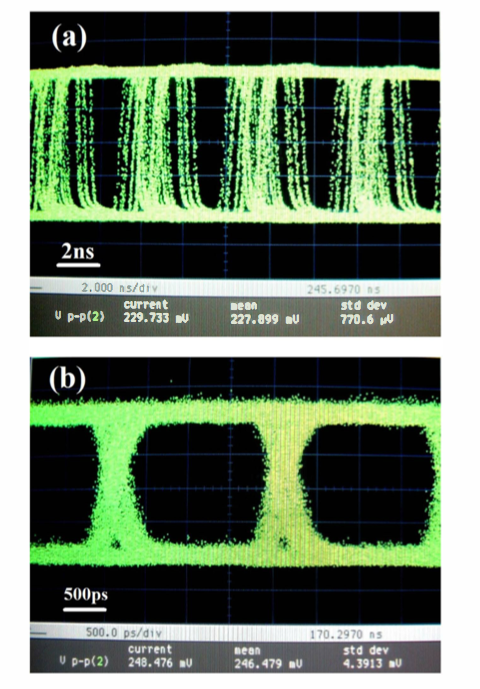 (a)
2ns
2.000 ns/div 245.6970 ns
current mean std dev
V p-p(2) 229.733 mV 227.899 mV 770.6 µV
(b)
500ps
500.0 ps/div 170.2970 ns
current mean std dev
V p-p(2) 248.476 mV 246.479 mV 4.3913 mV